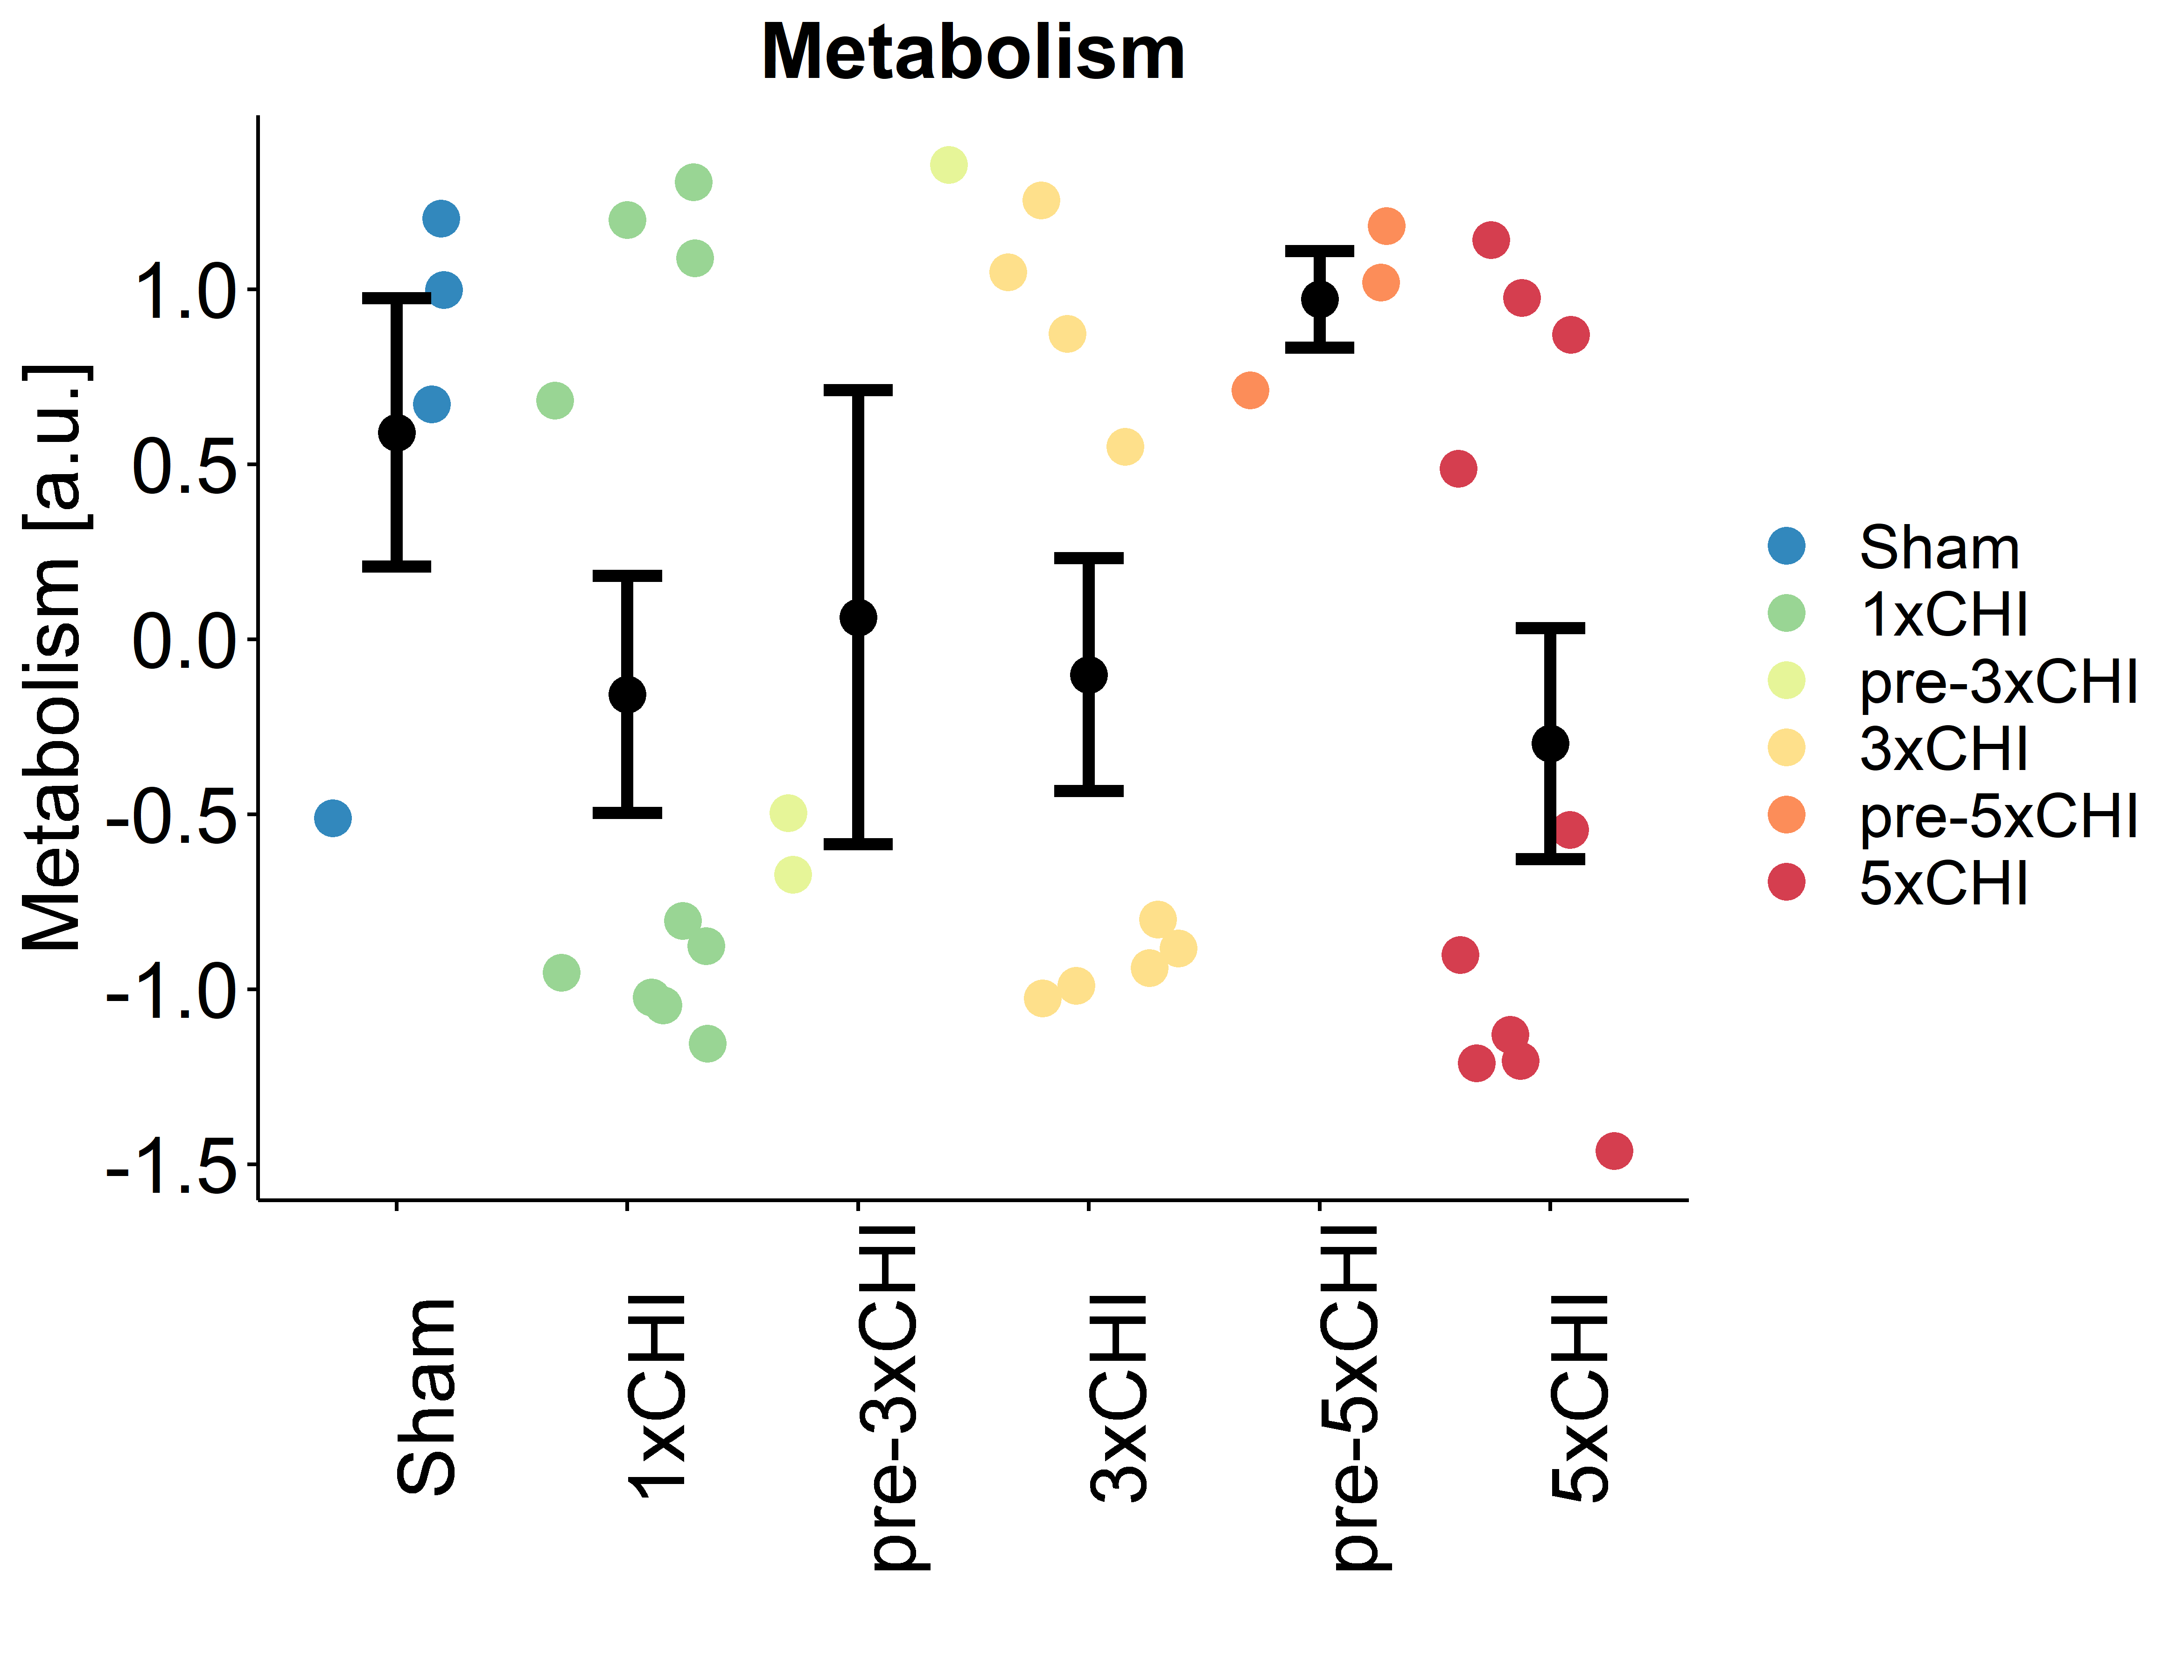 Metabolism
Metabolism [a.u.]
1.0
0.5
0.0
-0.5
-1.0
-1.5
Sham
1xCHI
pre-3xCHI
3xCHI
pre-5xCHI
5xCHI
Sham
1xCHI
pre-3xCHI
3xCHI
pre-5xCHI
5xCHI